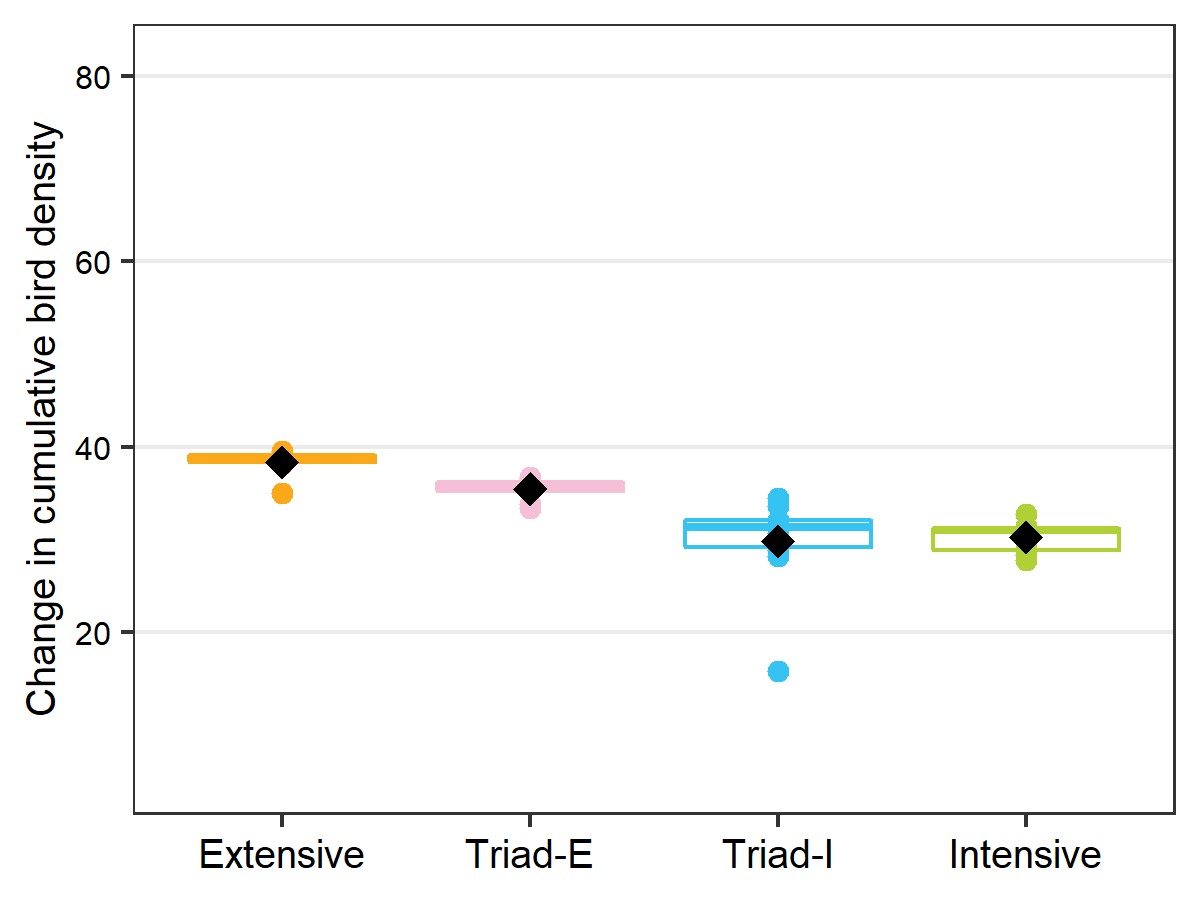 Change in cumulative bird density
80
60
40
20
Extensive
Triad-E
Triad-I
Intensive